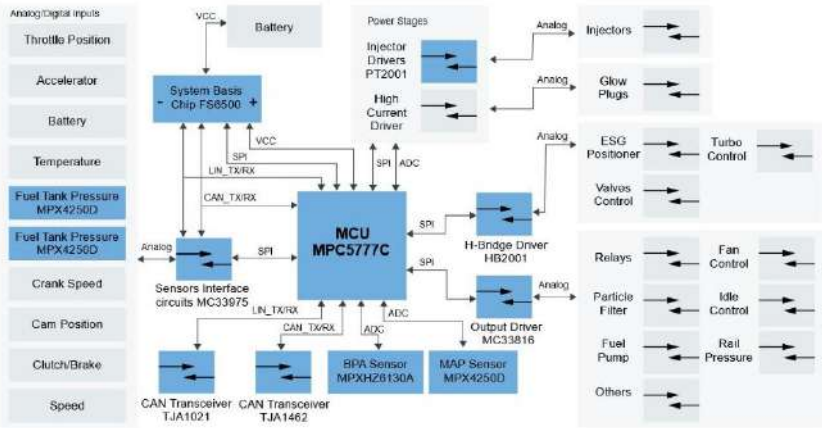 Analog/Digital Inputs
Throttle Position
Accelerator
Battery
Temperature
Fuel Tank Pressure
MPX4250D
Fuel Tank Pressure
MPX4250D
Crank Speed
Cam Position
Clutch/Brake
Speed
VCC
Battery
System Basis
Chip FS6500
-
+
SPI
VCC
LIN_TX/RX
CAN_TX/RX
Analog
Sensors Interface
circuits MC33975
SPI
MCU
MPC5777C
LIN_TX/RX
CAN_TX/RX
ADC
ADC
CAN Transceiver
TJA1021
CAN Transceiver
TJA1462
BPA Sensor
MPXHZ6130A
MAP Sensor
MPX4250D
Power Stages
Injector
Drivers
PT2001
High
Current
Driver
SPI
ADC
SPI
H-Bridge Driver
HB2001
SPI
Output Driver
MC33816
Analog
Injectors
Analog
Glow
Plugs
Analog
ESG
Positioner
Turbo
Control
Valves
Control
Analog
Relays
Fan
Control
Particle
Filter
Idle
Control
Fuel
Pump
Rail
Pressure
Others